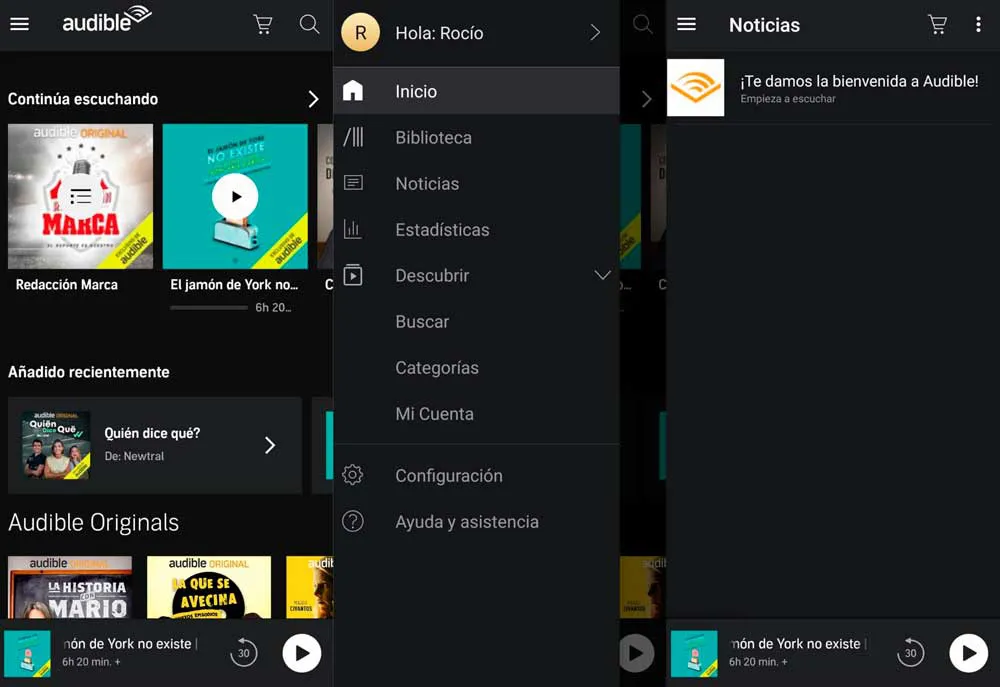 audible
Continúa escuchando
audible ORIGINAL
MARCA
EL DEPORTE ES NUESTRO
EXCLUSIVO DE
audible
EL JAMÓN DE YORK
NO EXISTE
EXCLUSIVO DE
audible
Redacción Marca
El jamón de York no...
6h 20...
Añadido recientemente
audible ORIGINAL
Quién
Dice Qué
audible
Quién dice qué?
De: Newtral
Audible Originals
audible ORIGINAL
LA HISTORIA
CON
MARIO
audible ORIGINAL
LA QUE SE
AVECINA
audib
CIVANTOS
món de York no existe |
6h 20 min. +
30
R
Hola: Rocío
Inicio
Biblioteca
Noticias
Estadísticas
Descubrir
Buscar
Categorías
Mi Cuenta
Configuración
Ayuda y asistencia
Noticias
¡Te damos la bienvenida a Audible!
Empieza a escuchar
món de York no existe |
6h 20 min. +
30